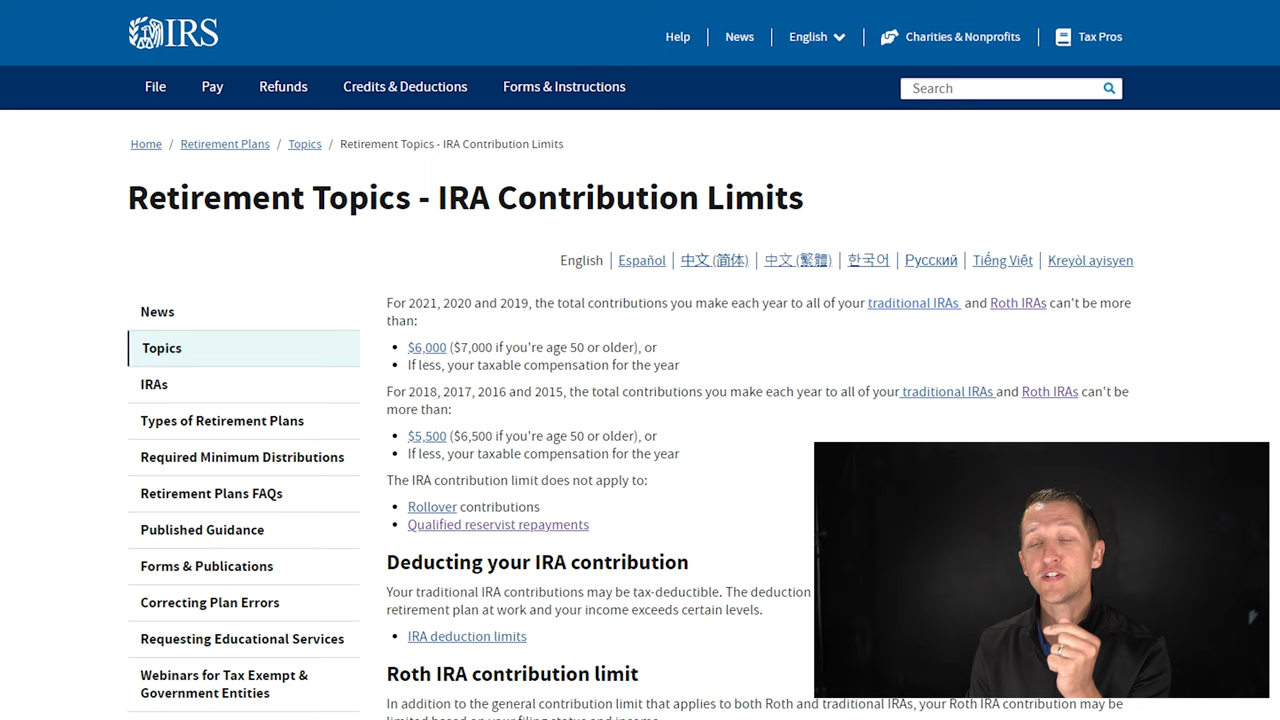 IRS
Help
News
English
Charities & Nonprofits
Tax Pros
File
Pay
Refunds
Credits & Deductions
Forms & Instructions
Search
Home / Retirement Plans / Topics / Retirement Topics - IRA Contribution Limits
Retirement Topics - IRA Contribution Limits
English
Español
中文 (简体)
中文 (繁體)
한국어
Русский
Tiếng Việt
Kreyòl ayisyen
News
Topics
IRAs
Types of Retirement Plans
Required Minimum Distributions
Retirement Plans FAQs
Published Guidance
Forms & Publications
Correcting Plan Errors
Requesting Educational Services
Webinars for Tax Exempt &
Government Entities
For 2021, 2020 and 2019, the total contributions you make each year to all of your traditional IRAs and Roth IRAs can't be more
than:
• $6,000 ($7,000 if you're age 50 or older), or
• If less, your taxable compensation for the year
For 2018, 2017, 2016 and 2015, the total contributions you make each year to all of your traditional IRAs and Roth IRAs can't be
more than:
• $5,500 ($6,500 if you're age 50 or older), or
• If less, your taxable compensation for the year
The IRA contribution limit does not apply to:
• Rollover contributions
• Qualified reservist repayments
Deducting your IRA contribution
Your traditional IRA contributions may be tax-deductible. The deduction
retirement plan at work and your income exceeds certain levels.
• IRA deduction limits
Roth IRA contribution limit
In addition to the general contribution limit that applies to both Roth and traditional IRAs, your Roth IRA contribution may be
limited based on your filing status and income.